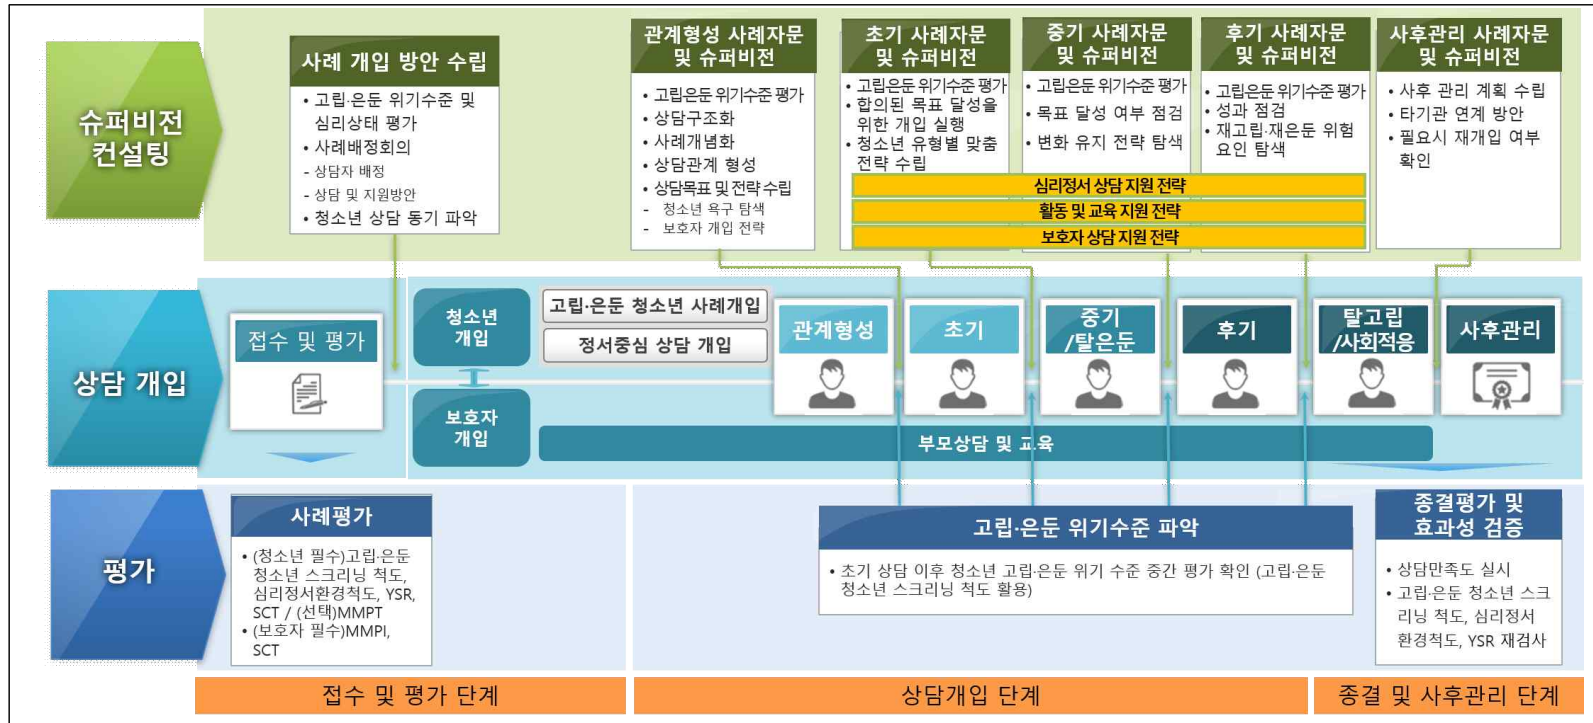 슈퍼비전
컨설팅
사례 개입 방안 수립
• 고립·은둔 위기수준 및
심리상태 평가
• 사례배정회의
- 상담자 배정
- 상담 및 지원방안
• 청소년 상담 동기 파악
관계형성 사례자문
및 슈퍼비전
• 고립·은둔 위기수준 평가
• 상담구조화
• 사례개념화
• 상담관계 형성
• 상담목표 및 전략 수립
- 청소년 욕구 탐색
- 보호자 개입 전략
초기 사례자문
및 슈퍼비전
• 고립·은둔 위기수준 평가
• 합의된 목표 달성을
위한 개입 실행
• 청소년 유형별 맞춤
전략 수립
중기 사례자문
및 슈퍼비전
• 고립·은둔 위기수준 평가
• 목표 달성 여부 점검
• 변화 유지 전략 탐색
후기 사례자문
및 슈퍼비전
• 고립·은둔 위기수준 평가
• 성과 점검
• 재고립·재은둔 위험
요인 탐색
사후관리 사례자문
및 슈퍼비전
• 사후 관리 계획 수립
• 타기관 연계 방안
• 필요시 재개입 여부
확인
심리정서 상담 지원 전략
활동 및 교육 지원 전략
보호자 상담 지원 전략
상담 개입
접수 및 평가
청소년
개입
보호자
개입
고립·은둔 청소년 사례개입
정서중심 상담 개입
관계형성
초기
중기
/탈은둔
후기
탈고립
/사회적응
사후관리
부모상담 및 교육
평가
사례평가
• (청소년 필수)고립·은둔
청소년 스크리닝 척도,
심리정서환경척도, YSR,
SCT / (선택)MMPT
• (보호자 필수)MMPI,
SCT
고립·은둔 위기수준 파악
• 초기 상담 이후 청소년 고립·은둔 위기 수준 중간 평가 확인 (고립·은둔
청소년 스크리닝 척도 활용)
종결평가 및
효과성 검증
• 상담만족도 실시
• 고립·은둔 청소년 스크
리닝 척도, 심리정서
환경척도, YSR 재검사
접수 및 평가 단계
상담개입 단계
종결 및 사후관리 단계